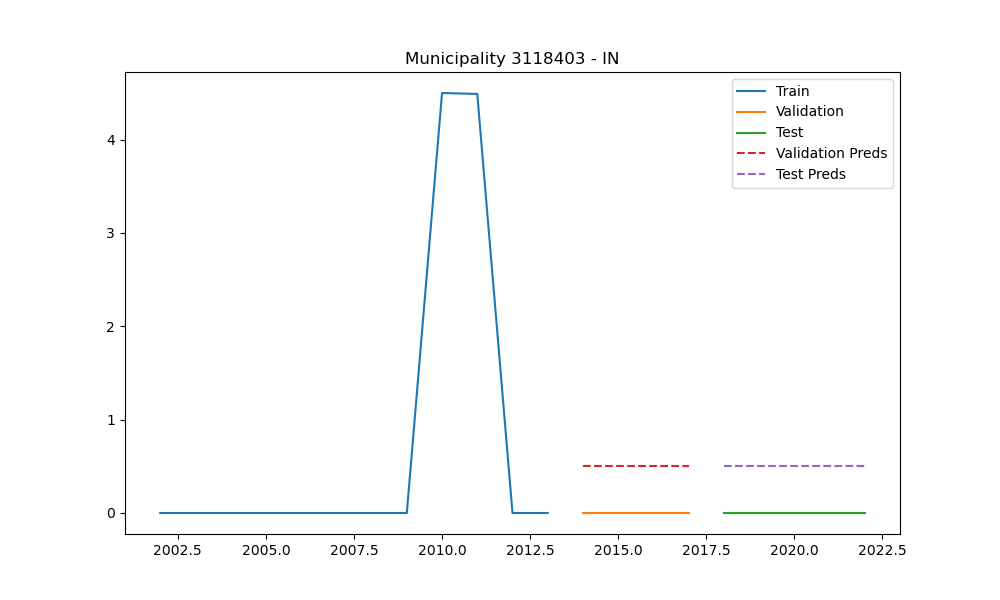 Municipality 3118403 - IN
Train
Validation
Test
Validation Preds
Test Preds
4
3
2
1
0
2002.5 2005.0 2007.5 2010.0 2012.5 2015.0 2017.5 2020.0 2022.5